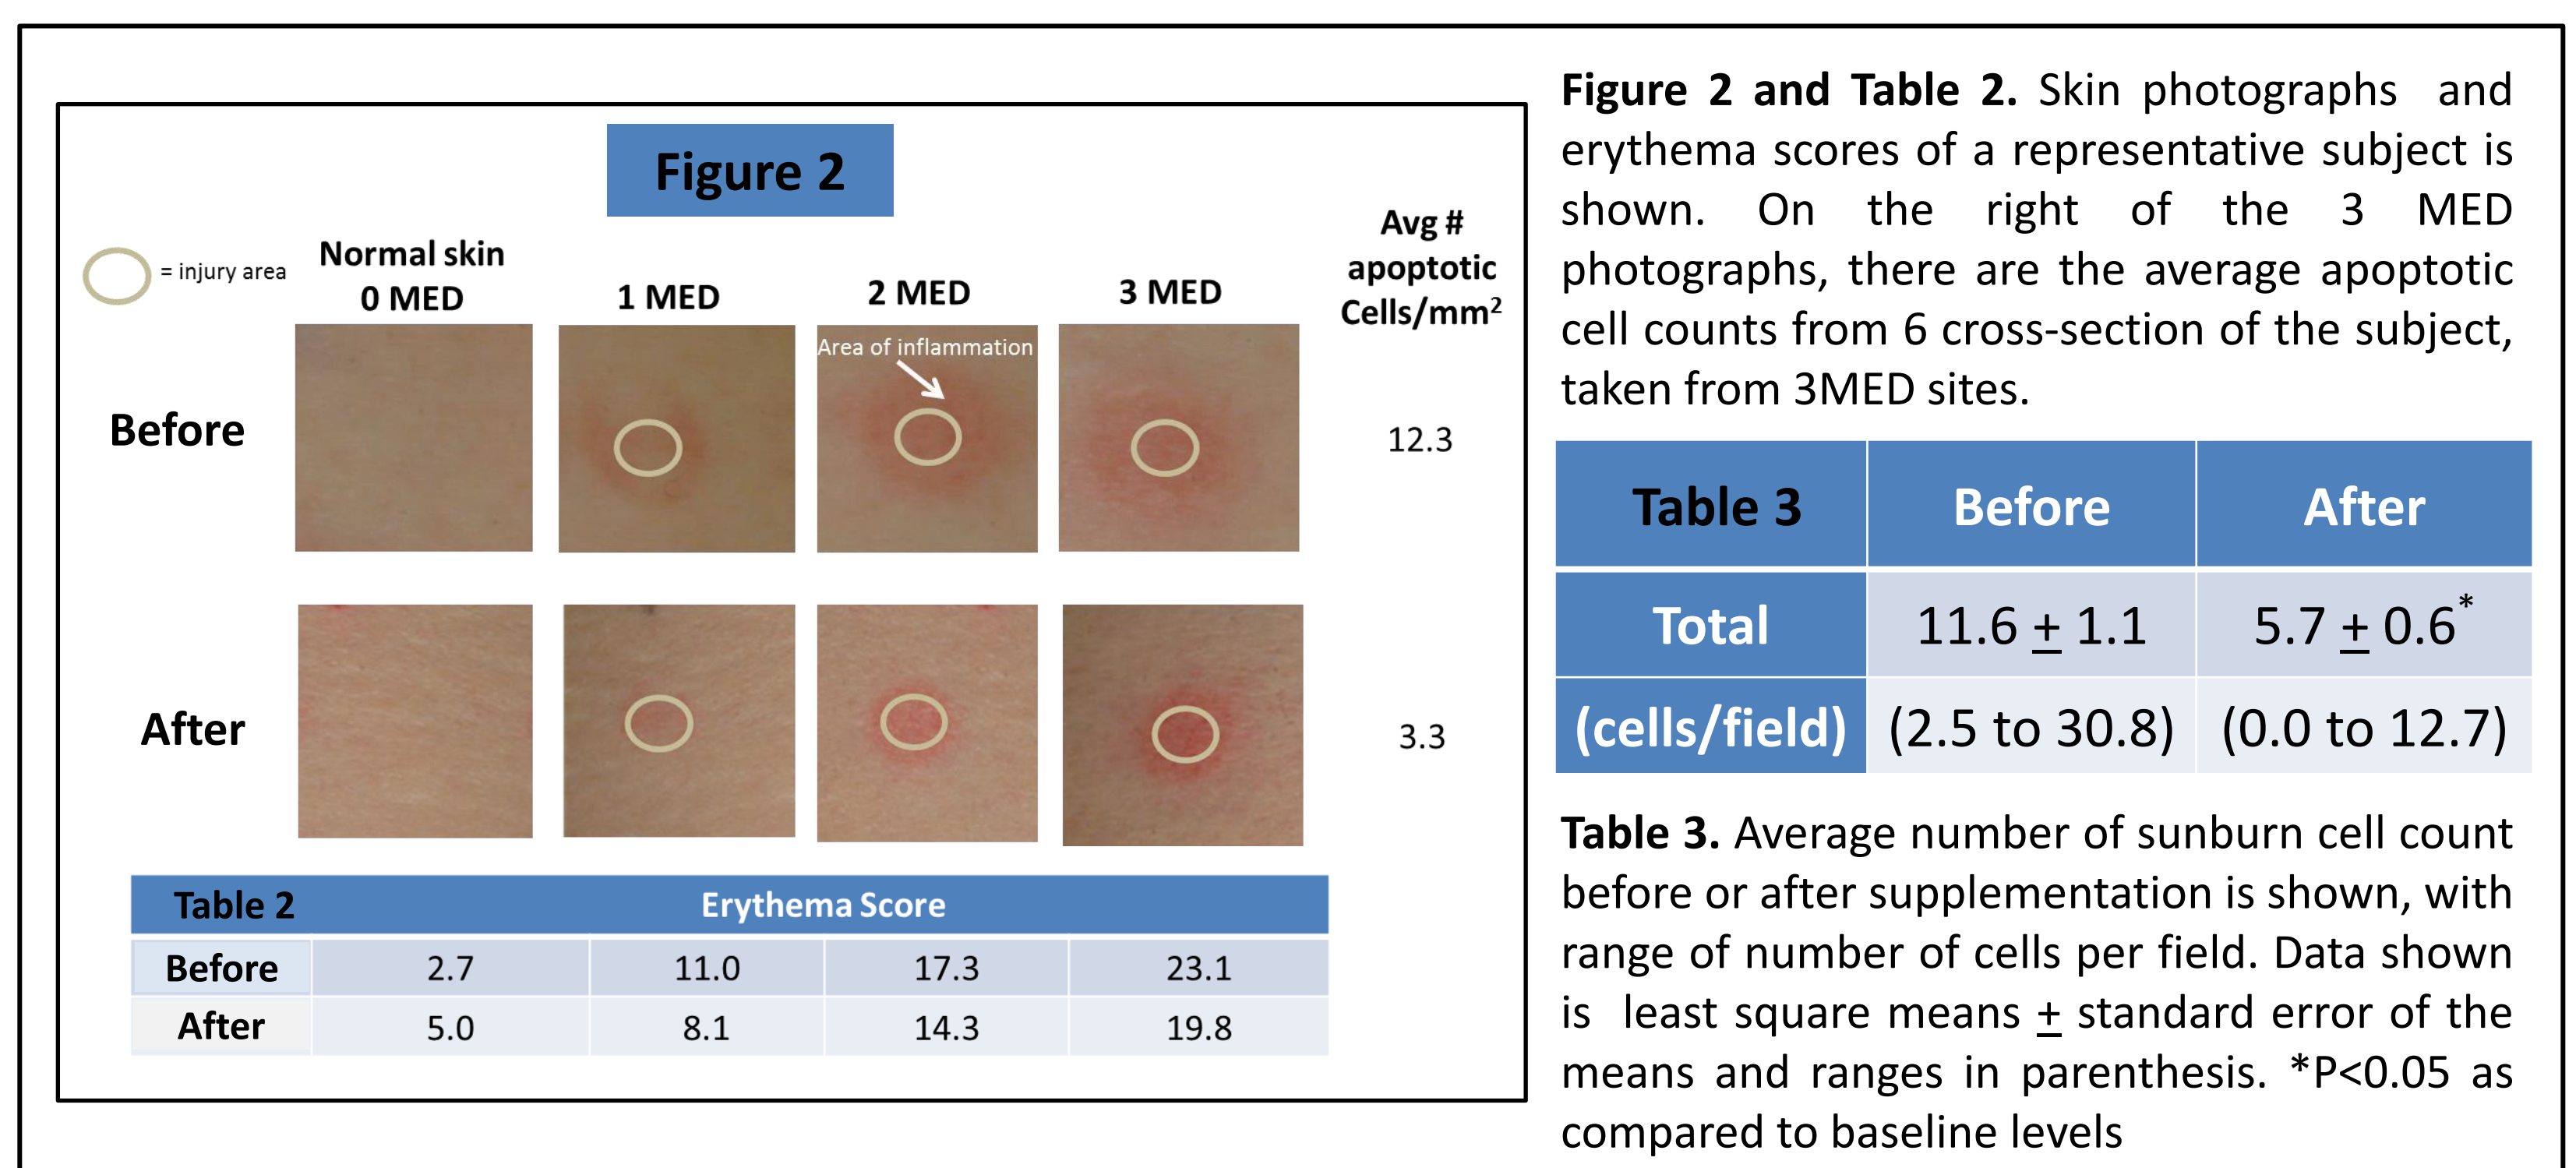 Figure 2
= injury area
Normal skin
0 MED
1 MED
2 MED
3 MED
Avg #
apoptotic
Cells/mm²
Area of inflammation
Before
12.3
After
3.3
Table 2 Erythema Score
Before 2.7 11.0 17.3 23.1
After 5.0 8.1 14.3 19.8
Figure 2 and Table 2. Skin photographs and
erythema scores of a representative subject is
shown. On the right of the 3 MED
photographs, there are the average apoptotic
cell counts from 6 cross-section of the subject,
taken from 3MED sites.
Table 3 Before After
Total 11.6 ± 1.1 5.7 ± 0.6*
(cells/field) (2.5 to 30.8) (0.0 to 12.7)
Table 3. Average number of sunburn cell count
before or after supplementation is shown, with
range of number of cells per field. Data shown
is least square means ± standard error of the
means and ranges in parenthesis. *P<0.05 as
compared to baseline levels